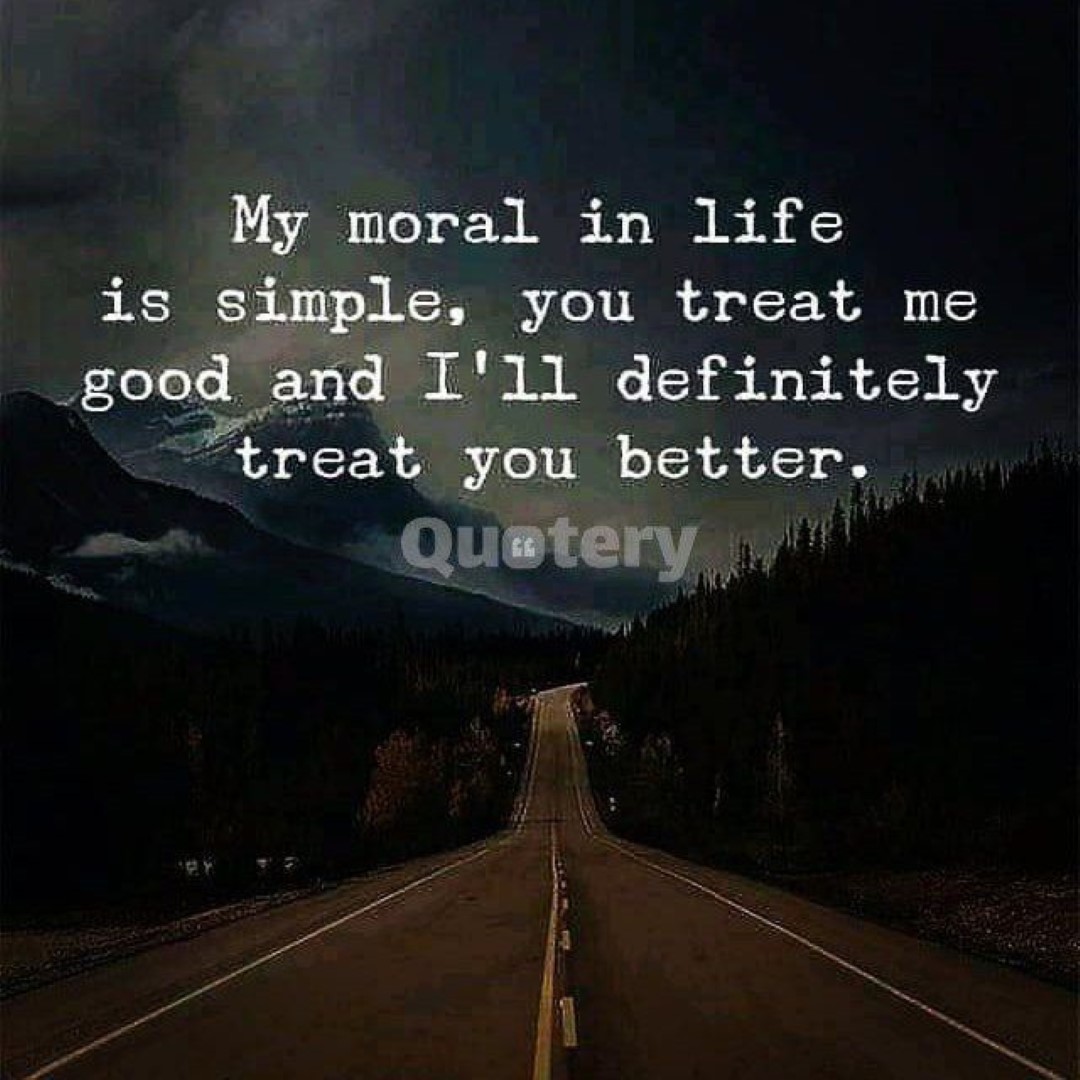 My moral in life
is simple, you treat me
good and I'll definitely
treat you better.
Quotery